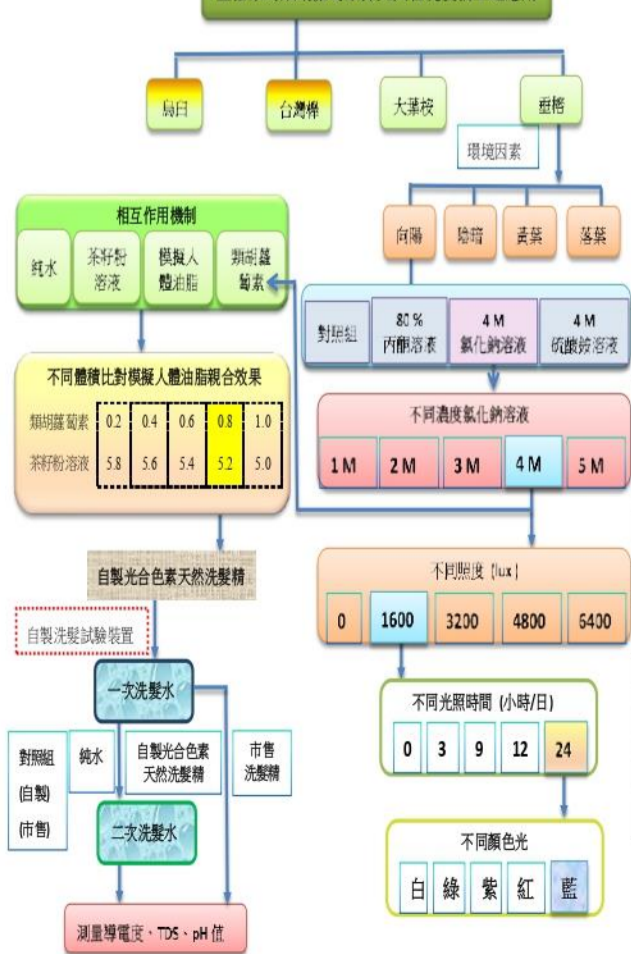 烏臼
台灣櫸
大葉桉
垂榕
環境因素
向陽
陰暗
黃葉
落葉
相互作用機制
純水
茶籽粉
溶液
模擬人
體油脂
類胡蘿
蔔素
對照組
80 %
丙酮溶液
4 M
氯化鈉溶液
4 M
硫酸銨溶液
不同體積比對模擬人體油脂親合效果
類胡蘿蔔素 0.2 0.4 0.6 0.8 1.0
茶籽粉溶液 5.8 5.6 5.4 5.2 5.0
不同濃度氯化鈉溶液
1 M 2 M 3 M 4 M 5 M
自製光合色素天然洗髮精
不同照度 (lux)
0 1600 3200 4800 6400
自製洗髮試驗裝置
一次洗髮水
不同光照時間 (小時/日)
0 3 9 12 24
對照組
(自製)
(市售)
純水
自製光合色素
天然洗髮精
市售
洗髮精
二次洗髮水
不同顏色光
白 綠 紫 紅 藍
測量導電度、TDS、pH 值